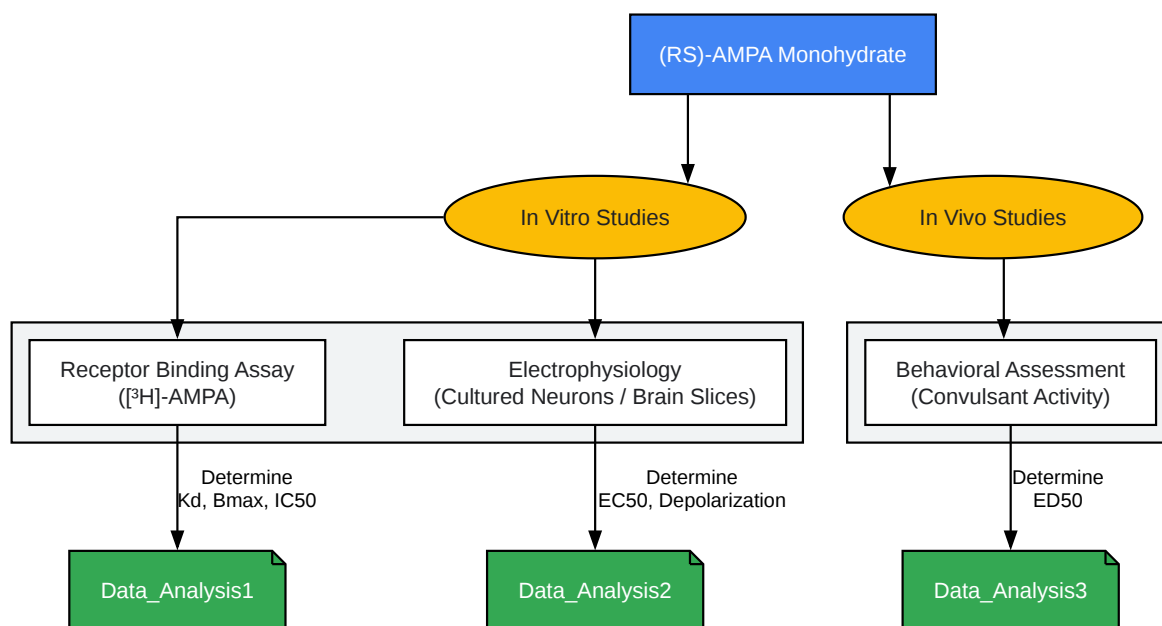 (RS)-AMPA Monohydrate
In Vitro Studies
In Vivo Studies
Receptor Binding Assay
([³H]-AMPA)
Electrophysiology
(Cultured Neurons / Brain Slices)
Behavioral Assessment
(Convulsant Activity)
Determine
Kd, Bmax, IC50
Determine
EC50, Depolarization
Determine
ED50
Data_Analysis1
Data_Analysis2
Data_Analysis3